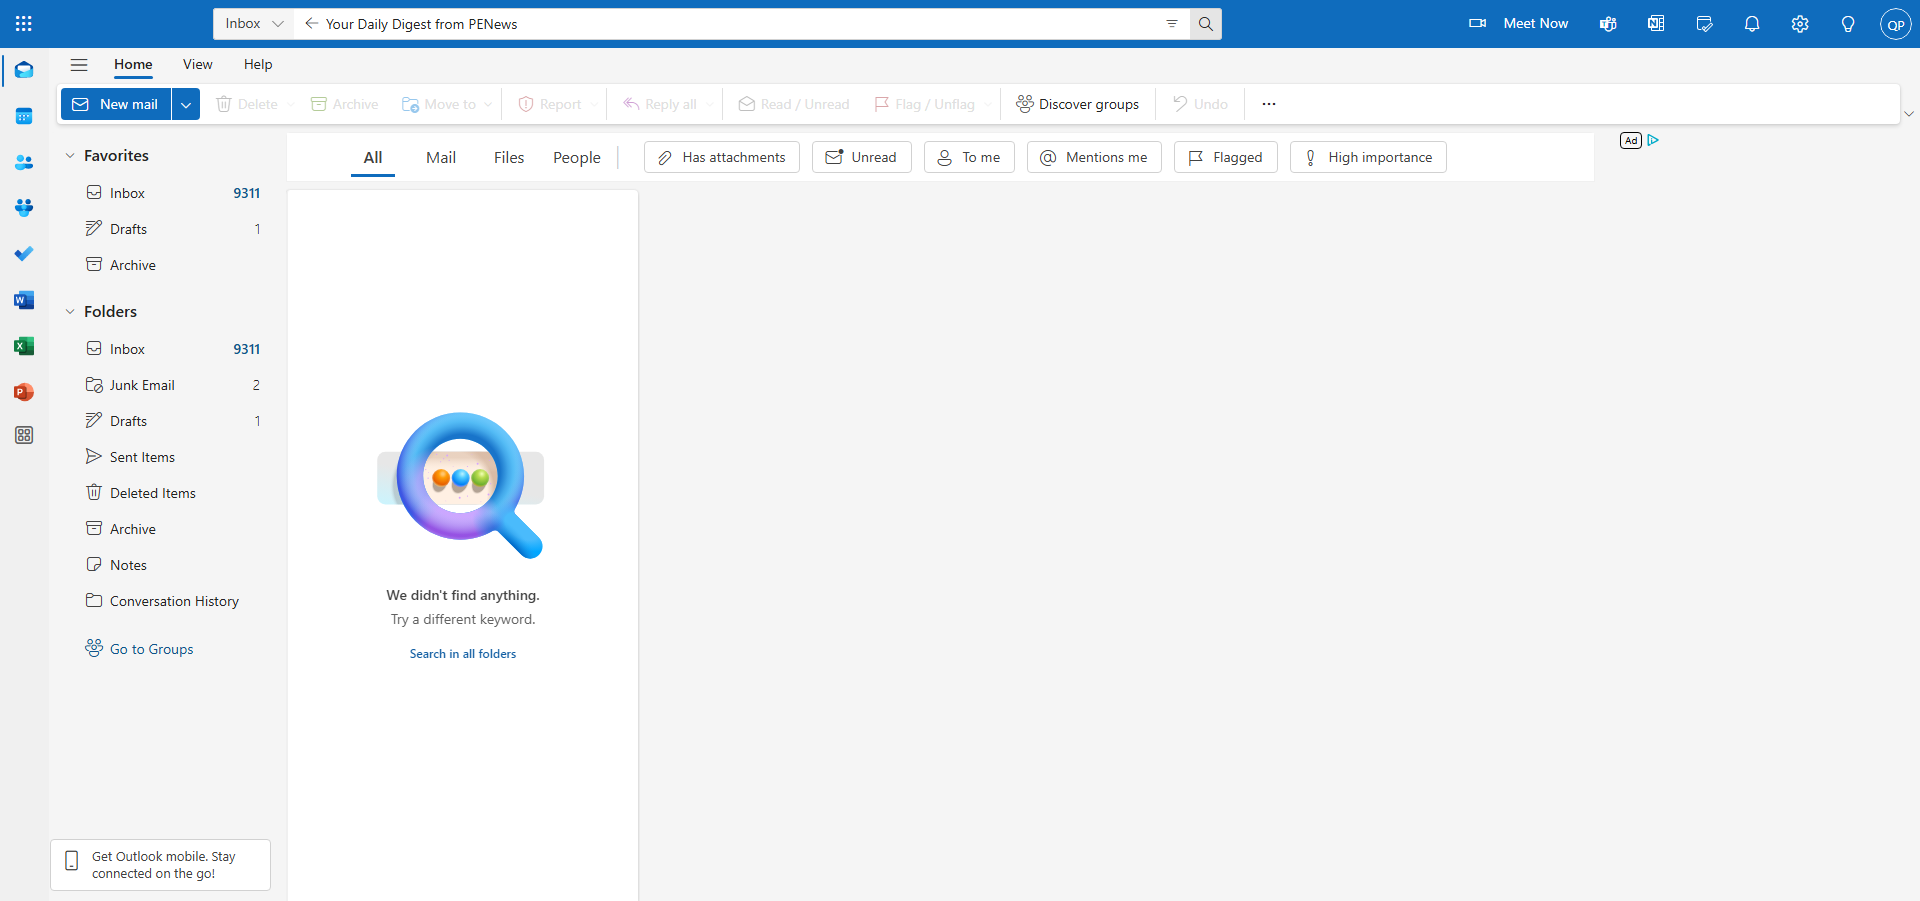 Inbox
Your Daily Digest from PENews
Meet Now
QP
Home View Help
New mail Delete Archive Move to Report Reply all Read / Unread Flag / Unflag Discover groups Undo ...
Favorites
Inbox 9311
Drafts 1
Archive
Folders
Inbox 9311
Junk Email 2
Drafts 1
Sent Items
Deleted Items
Archive
Notes
Conversation History
Go to Groups
Get Outlook mobile. Stay
connected on the go!
All Mail Files People Has attachments Unread To me Mentions me Flagged High importance
We didn't find anything.
Try a different keyword.
Search in all folders
Ad
W
X
P
N